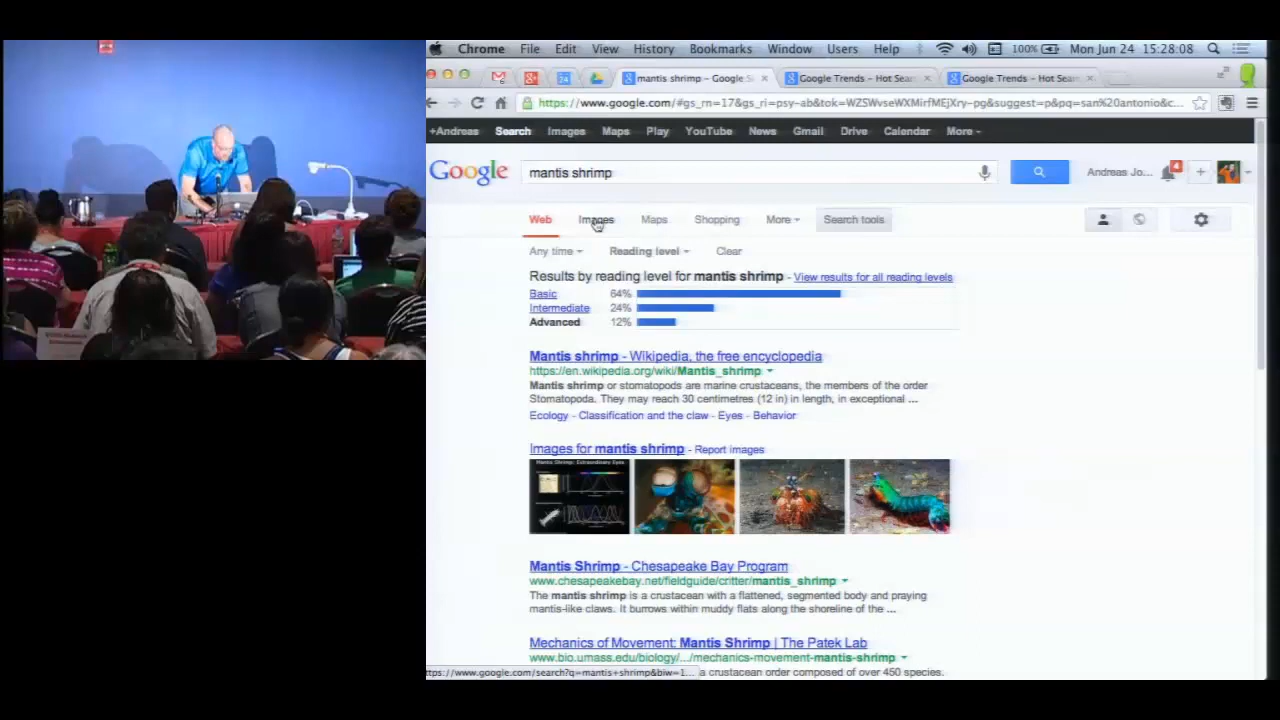 Chrome File Edit View History Bookmarks Window Users Help 100% Mon Jun 24 15:28:08
mantis shrimp - Google S Google Trends - Hot Sear Google Trends - Hot Sear
https://www.google.com/#gs_rn=17&gs_ri=psy-ab&tok=WZSWvseWXMirfMEjXry-pg&suggest=p&pq=san%20antonio&c...
+Andreas Search Images Maps Play YouTube News Gmail Drive Calendar More
Google mantis shrimp Andreas Jo... 4 +
Web Images Maps Shopping More Search tools
Any time Reading level Clear
Results by reading level for mantis shrimp - View results for all reading levels
Basic 64%
Intermediate 24%
Advanced 12%
Mantis shrimp - Wikipedia, the free encyclopedia
https://en.wikipedia.org/wiki/Mantis_shrimp
Mantis shrimp or stomatopods are marine crustaceans, the members of the order
Stomatopoda. They may reach 30 centimetres (12 in) in length, in exceptional ...
Ecology - Classification and the claw - Eyes - Behavior
Images for mantis shrimp - Report images
Mantis Shrimp: Extraordinary Eyes
Mantis Shrimp - Chesapeake Bay Program
www.chesapeakebay.net/fieldguide/critter/mantis_shrimp
The mantis shrimp is a crustacean with a flattened, segmented body and praying
mantis-like claws. It burrows within muddy flats along the shoreline of the ...
Mechanics of Movement: Mantis Shrimp | The Patek Lab
www.bio.umass.edu/biology/.../mechanics-movement-mantis-shrimp
ttps://www.google.com/search?q=mantis+shrimp&biw=1... a crustacean order composed of over 450 species.